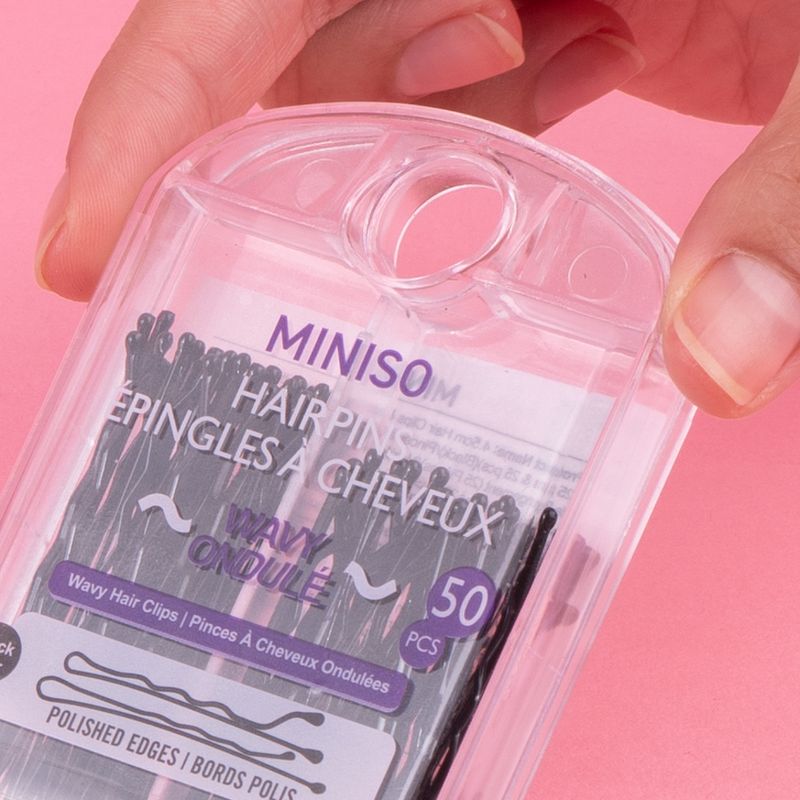 MINISO
HAIRPINS
ÉPINGLES À CHEVEUX
WAVY
ONDULÉ
50
PCS
Wavy Hair Clips | Pinces À Cheveux Ondulées
POLISHED EDGES | BORDS POLIS